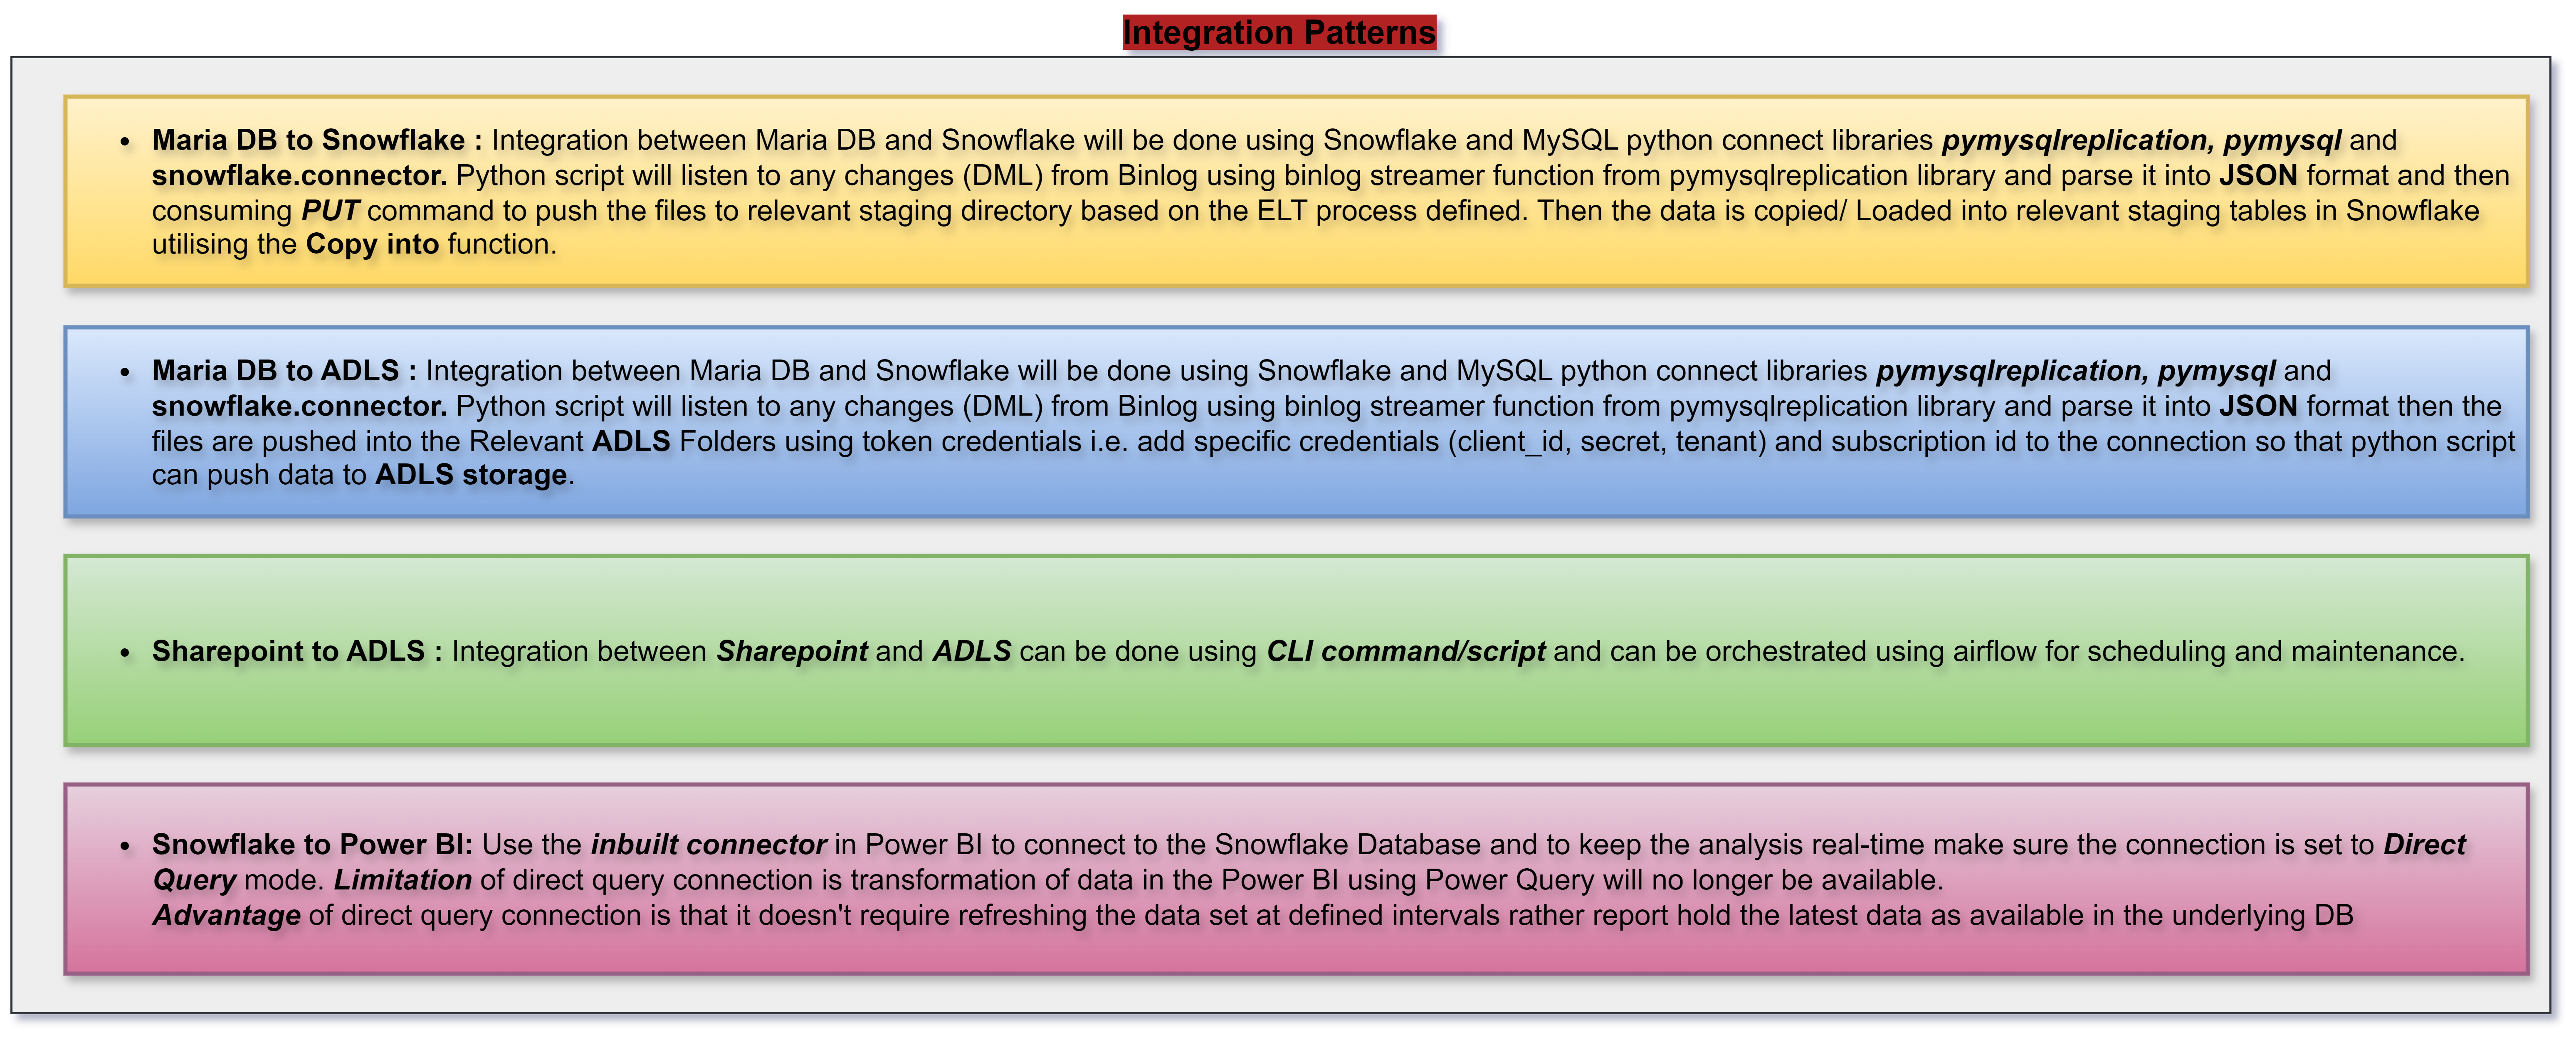 Integration Patterns
• Maria DB to Snowflake : Integration between Maria DB and Snowflake will be done using Snowflake and MySQL python connect libraries pymysqlreplication, pymysql and
snowflake.connector. Python script will listen to any changes (DML) from Binlog using binlog streamer function from pymysqlreplication library and parse it into JSON format and then
consuming PUT command to push the files to relevant staging directory based on the ELT process defined. Then the data is copied/ Loaded into relevant staging tables in Snowflake
utilising the Copy into function.
• Maria DB to ADLS : Integration between Maria DB and Snowflake will be done using Snowflake and MySQL python connect libraries pymysqlreplication, pymysql and
snowflake.connector. Python script will listen to any changes (DML) from Binlog using binlog streamer function from pymysqlreplication library and parse it into JSON format then the
files are pushed into the Relevant ADLS Folders using token credentials i.e. add specific credentials (client_id, secret, tenant) and subscription id to the connection so that python script
can push data to ADLS storage.
• Sharepoint to ADLS : Integration between Sharepoint and ADLS can be done using CLI command/script and can be orchestrated using airflow for scheduling and maintenance.
• Snowflake to Power BI: Use the inbuilt connector in Power BI to connect to the Snowflake Database and to keep the analysis real-time make sure the connection is set to Direct
Query mode. Limitation of direct query connection is transformation of data in the Power BI using Power Query will no longer be available.
Advantage of direct query connection is that it doesn't require refreshing the data set at defined intervals rather report hold the latest data as available in the underlying DB